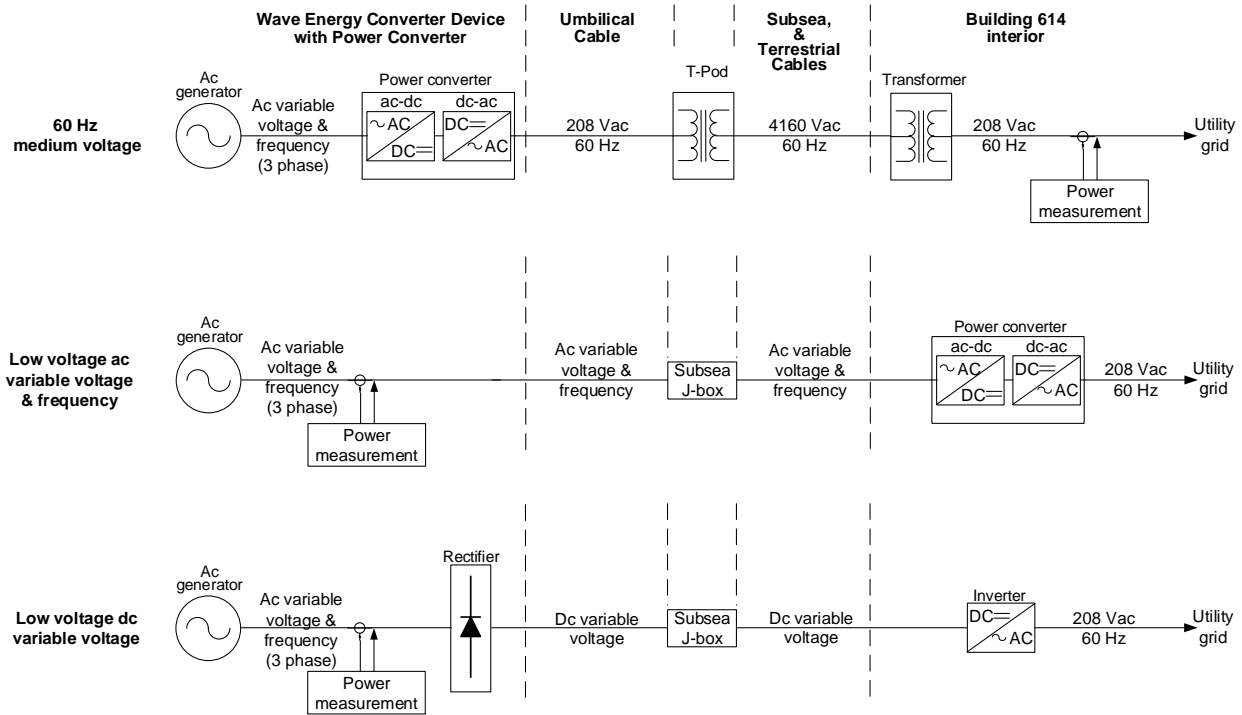 Wave Energy Converter Device
with Power Converter
Umbilical
Cable
Subsea,
&
Terrestrial
Cables
Building 614
interior
60 Hz
medium voltage
Ac
generator
Ac variable
voltage &
frequency
(3 phase)
Power converter
ac-dc
dc-ac
~ AC
DC=
DC=
~ AC
208 Vac
60 Hz
T-Pod
4160 Vac
60 Hz
Transformer
208 Vac
60 Hz
Power
measurement
Utility
grid
Low voltage ac
variable voltage
& frequency
Ac
generator
Ac variable
voltage &
frequency
(3 phase)
Power
measurement
Ac variable
voltage &
frequency
Subsea
J-box
Ac variable
voltage &
frequency
Power converter
ac-dc
dc-ac
~ AC
DC=
DC=
~ AC
208 Vac
60 Hz
Utility
grid
Low voltage dc
variable voltage
Ac
generator
Ac variable
voltage &
frequency
(3 phase)
Power
measurement
Rectifier
Dc variable
voltage
Subsea
J-box
Dc variable
voltage
Inverter
DC=
~ AC
208 Vac
60 Hz
Utility
grid